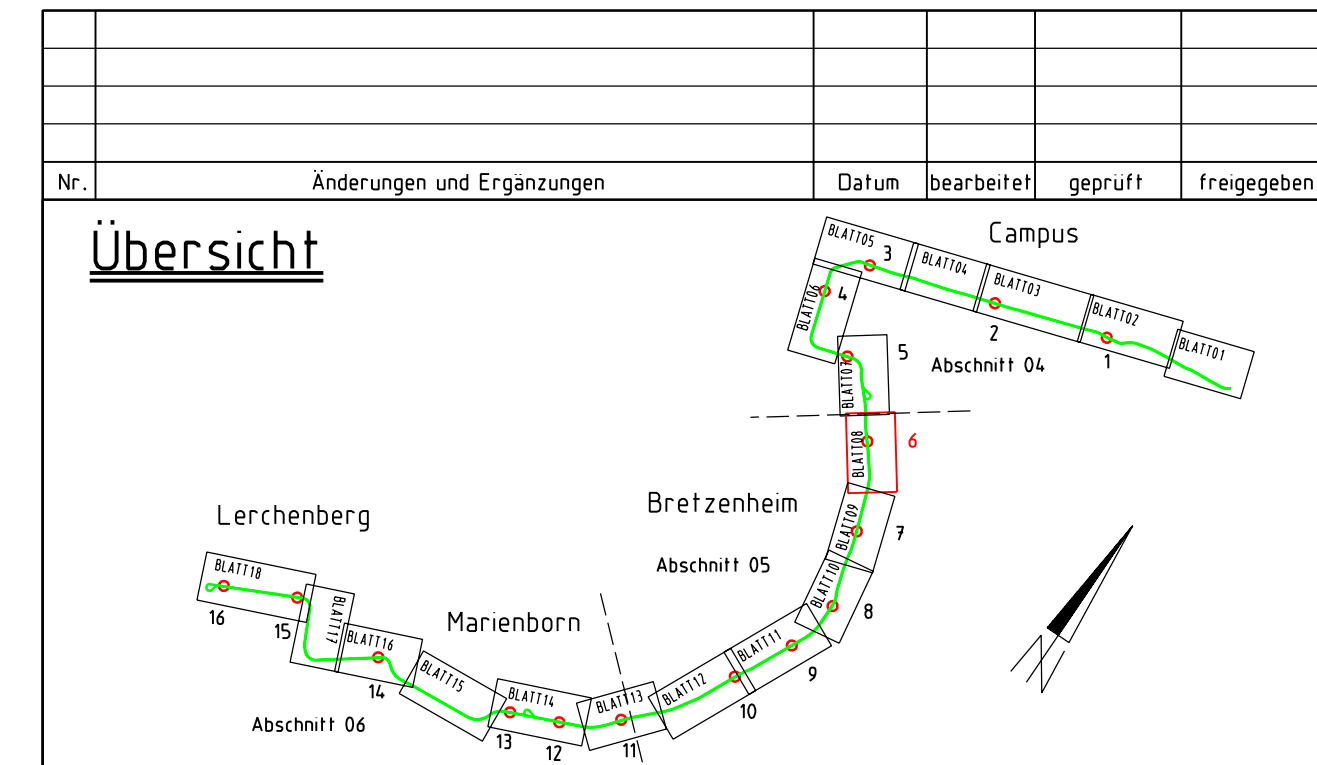 Nr. Änderungen und Ergänzungen Datum bearbeitet geprüft freigegeben
Übersicht
Campus
BLATT05
3
BLATT04
BLATT03
BLATT02
BLATT01
BLATT06
4
2
1
5
Abschnitt 04
BLATT07
BLATT08
6
Bretzenheim
Lerchenberg
BLATT09
7
Abschnitt 05
BLATT10
BLATT18
BLATT17
8
16
15
Marienborn
BLATT16
BLATT11
9
BLATT15
14
BLATT12
BLATT14
BLATT13
10
Abschnitt 06
13
12
11
N